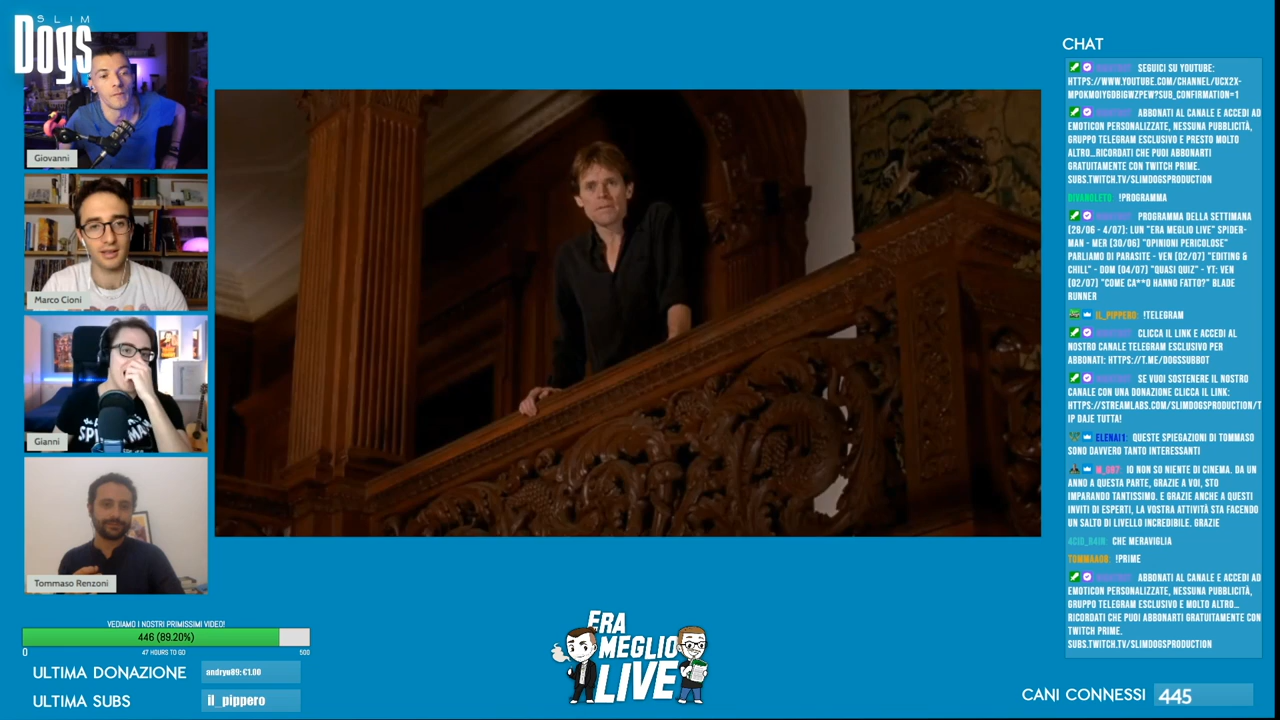 SLIM
Dogs
Giovanni
Marco Cioni
Gianni
Tommaso Renzoni
VEDIAMO I NOSTRI PRIMISSIMI VIDEO!
446 (89.20%)
0
47 HOURS TO GO
500
ULTIMA DONAZIONE
andryu89: €1.00
ULTIMA SUBS
il_pippero
ERA
MEGLIO
LIVE
CHAT
SEGUICI SU YOUTUBE:
HTTPS://WWW.YOUTUBE.COM/CHANNEL/UCX2X-
MPOKMOIYGDBIGWZPEW?SUB_CONFIRMATION=1
ABBONATI AL CANALE E ACCEDI AD
EMOTICON PERSONALIZZATE, NESSUNA PUBBLICITÀ,
GRUPPO TELEGRAM ESCLUSIVO E PRESTO MOLTO
ALTRO...RICORDATI CHE PUOI ABBONARTI
GRATUITAMENTE CON TWITCH PRIME.
SUBS.TWITCH.TV/SLIMDOGSPRODUCTION
DIVANOLETO: !PROGRAMMA
PROGRAMMA DELLA SETTIMANA
(28/06 - 4/07): LUN "ERA MEGLIO LIVE" SPIDER-
MAN - MER (30/06) "OPINIONI PERICOLOSE"
PARLIAMO DI PARASITE - VEN (02/07) "EDITING &
CHILL" - DOM (04/07) "QUASI QUIZ" - YT: VEN
(02/07) "COME CA**O HANNO FATTO?" BLADE
RUNNER
IL_PIPPERO: !TELEGRAM
CLICCA IL LINK E ACCEDI AL
NOSTRO CANALE TELEGRAM ESCLUSIVO PER
ABBONATI: HTTPS://T.ME/DOGSSUBBOT
SE VUOI SOSTENERE IL NOSTRO
CANALE CON UNA DONAZIONE CLICCA IL LINK:
HTTPS://STREAMLABS.COM/SLIMDOGSPRODUCTION/T
IP DAJE TUTTA!
ELENAI1: QUESTE SPIEGAZIONI DI TOMMASO
SONO DAVVERO TANTO INTERESSANTI
IO NON SO NIENTE DI CINEMA. DA UN
ANNO A QUESTA PARTE, GRAZIE A VOI, STO
IMPARANDO TANTISSIMO. E GRAZIE ANCHE A QUESTI
INVITI DI ESPERTI, LA VOSTRA ATTIVITÀ STA FACENDO
UN SALTO DI LIVELLO INCREDIBILE. GRAZIE
CHE MERAVIGLIA
!PRIME
ABBONATI AL CANALE E ACCEDI AD
EMOTICON PERSONALIZZATE, NESSUNA PUBBLICITÀ,
GRUPPO TELEGRAM ESCLUSIVO E MOLTO ALTRO...
RICORDATI CHE PUOI ABBONARTI GRATUITAMENTE CON
TWITCH PRIME.
SUBS.TWITCH.TV/SLIMDOGSPRODUCTION
CANI CONNESSI 445